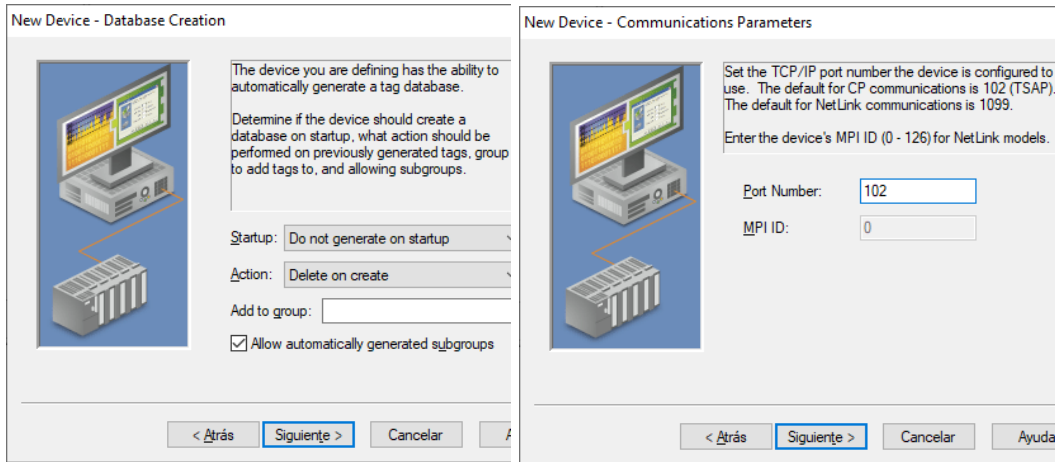 New Device - Database Creation
The device you are defining has the ability to
automatically generate a tag database.
Determine if the device should create a
database on startup, what action should be
performed on previously generated tags, group
to add tags to, and allowing subgroups.
Startup: Do not generate on startup
Action: Delete on create
Add to group:
Allow automatically generated subgroups
< Atrás Siguiente > Cancelar A
New Device - Communications Parameters
Set the TCP/IP port number the device is configured to
use. The default for CP communications is 102 (TSAP).
The default for NetLink communications is 1099.
Enter the device's MPI ID (0 - 126) for NetLink models.
Port Number: 102
MPI ID: 0
< Atrás Siguiente > Cancelar Ayuda